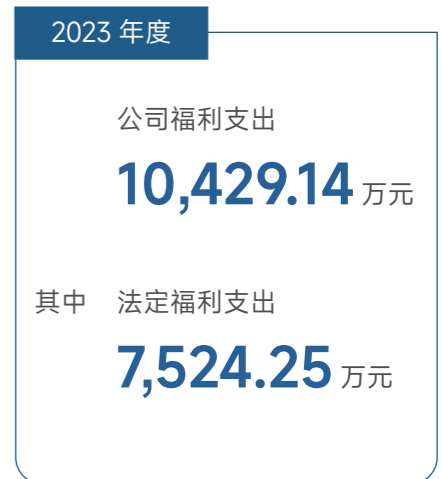 2023 年度
公司福利支出
10,429.14 万元
其中 法定福利支出
7,524.25 万元